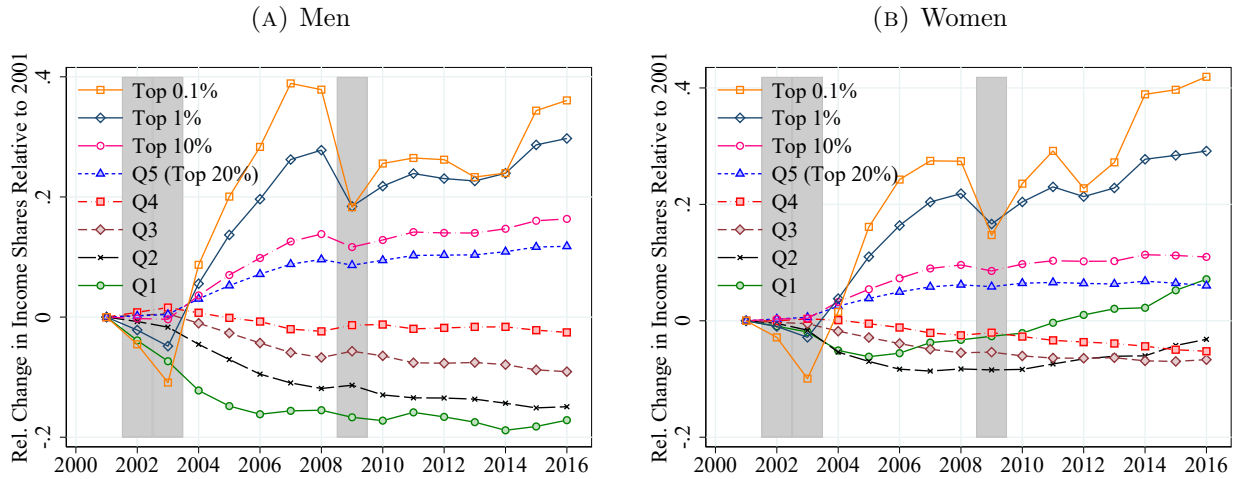 (A) Men
Rel. Change in Income Shares Relative to 2001
.4
.2
0
-.2
Top 0.1%
Top 1%
Top 10%
Q5 (Top 20%)
Q4
Q3
Q2
Q1
2000 2002 2004 2006 2008 2010 2012 2014 2016
(B) Women
Rel. Change in Income Shares Relative to 2001
.4
.2
0
-.2
Top 0.1%
Top 1%
Top 10%
Q5 (Top 20%)
Q4
Q3
Q2
Q1
2000 2002 2004 2006 2008 2010 2012 2014 2016